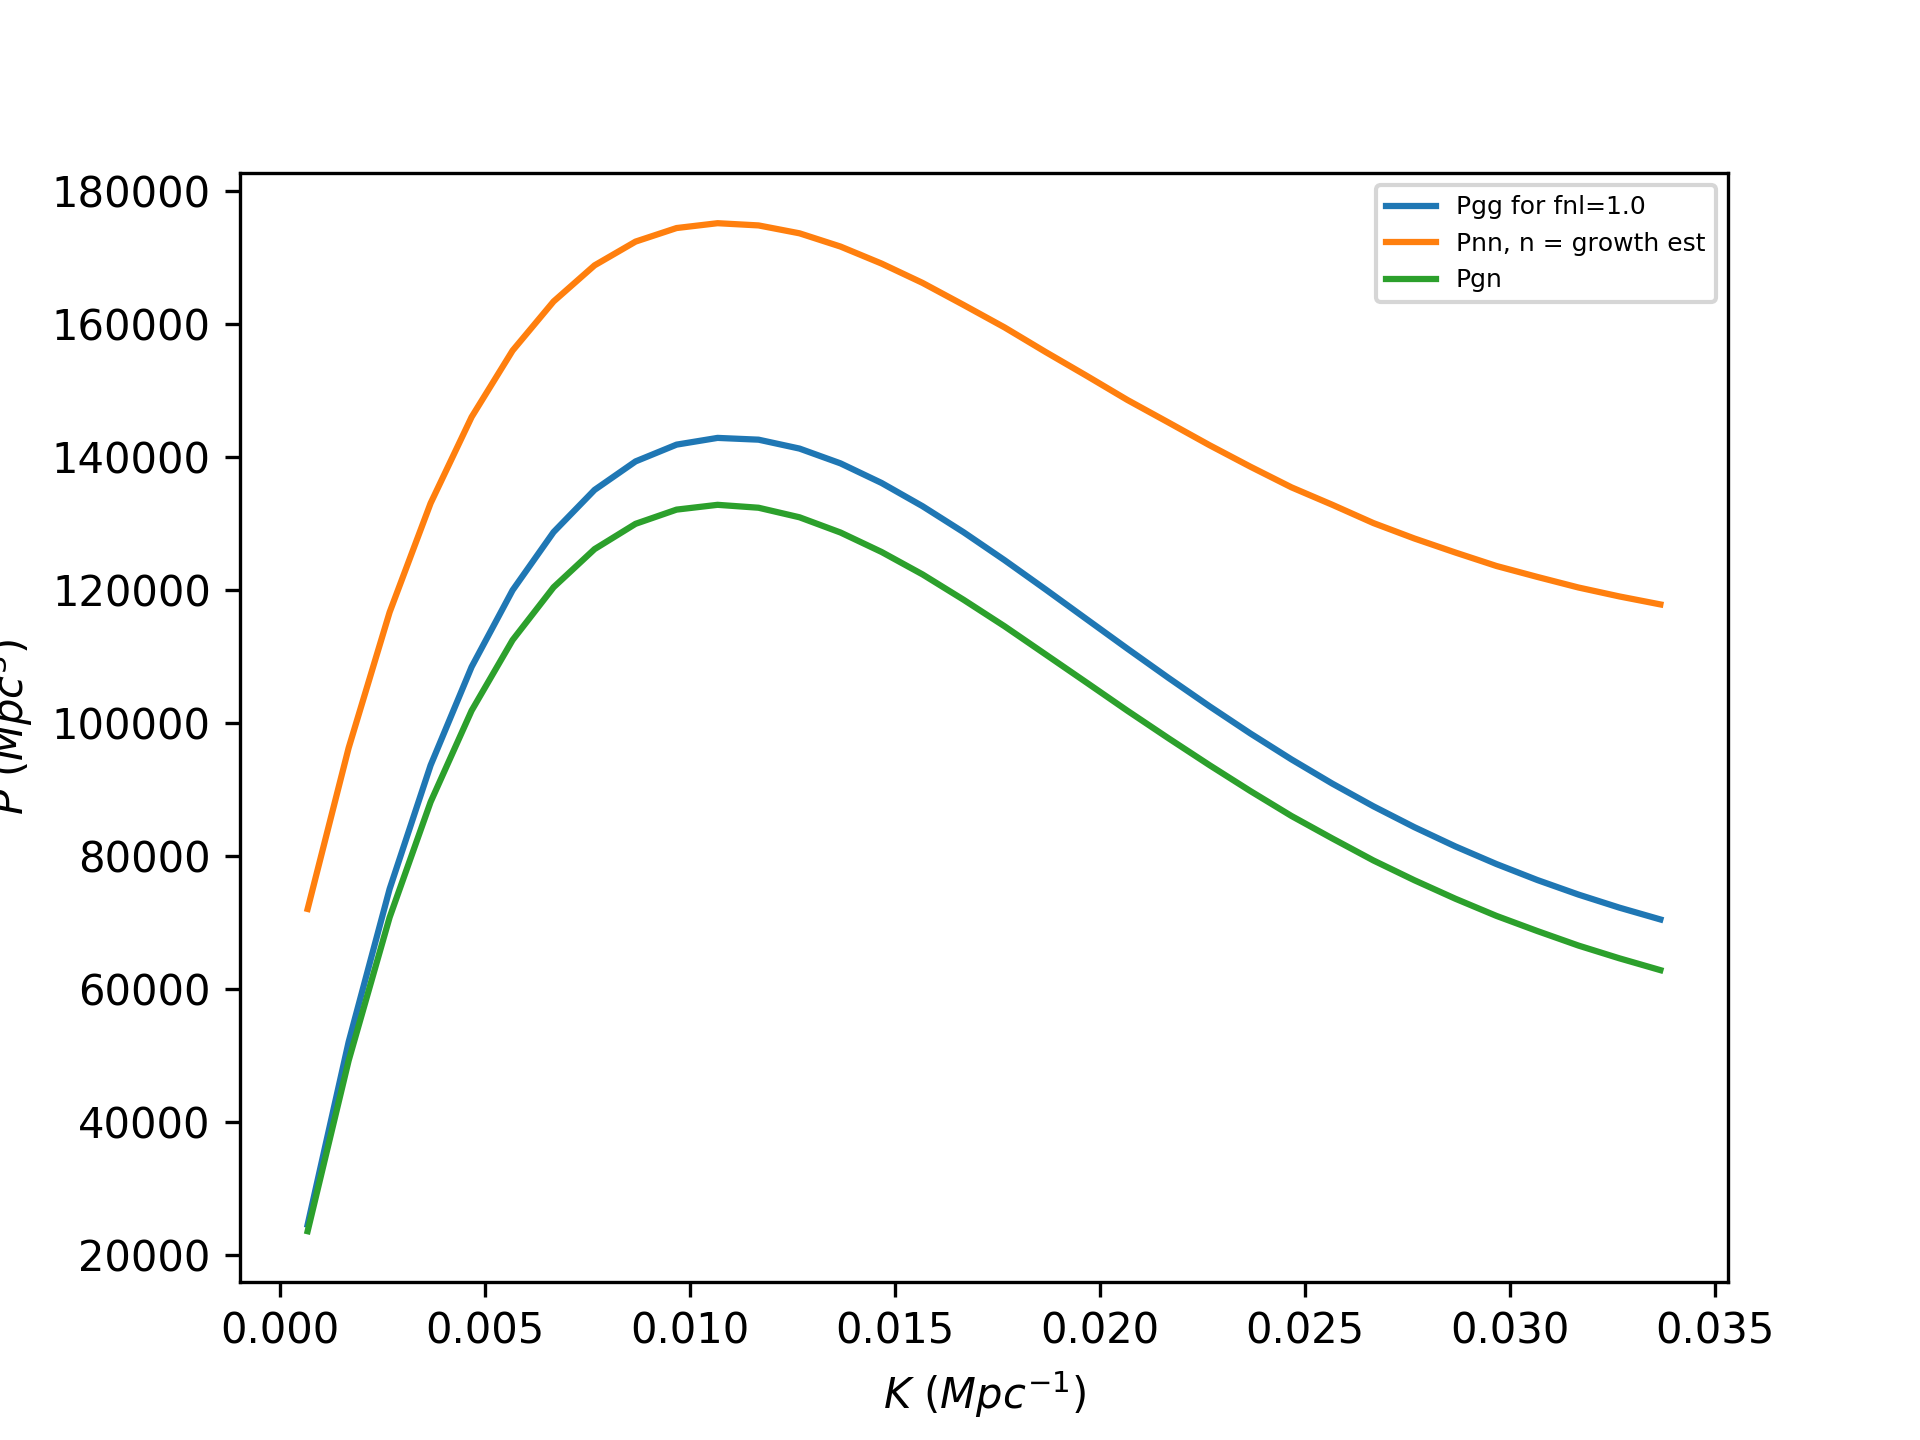 180000
160000
140000
120000
100000
80000
60000
40000
20000
P (Mpc³)
Pgg for fnl=1.0
Pnn, n = growth est
Pgn
0.000 0.005 0.010 0.015 0.020 0.025 0.030 0.035
K (Mpc⁻¹)